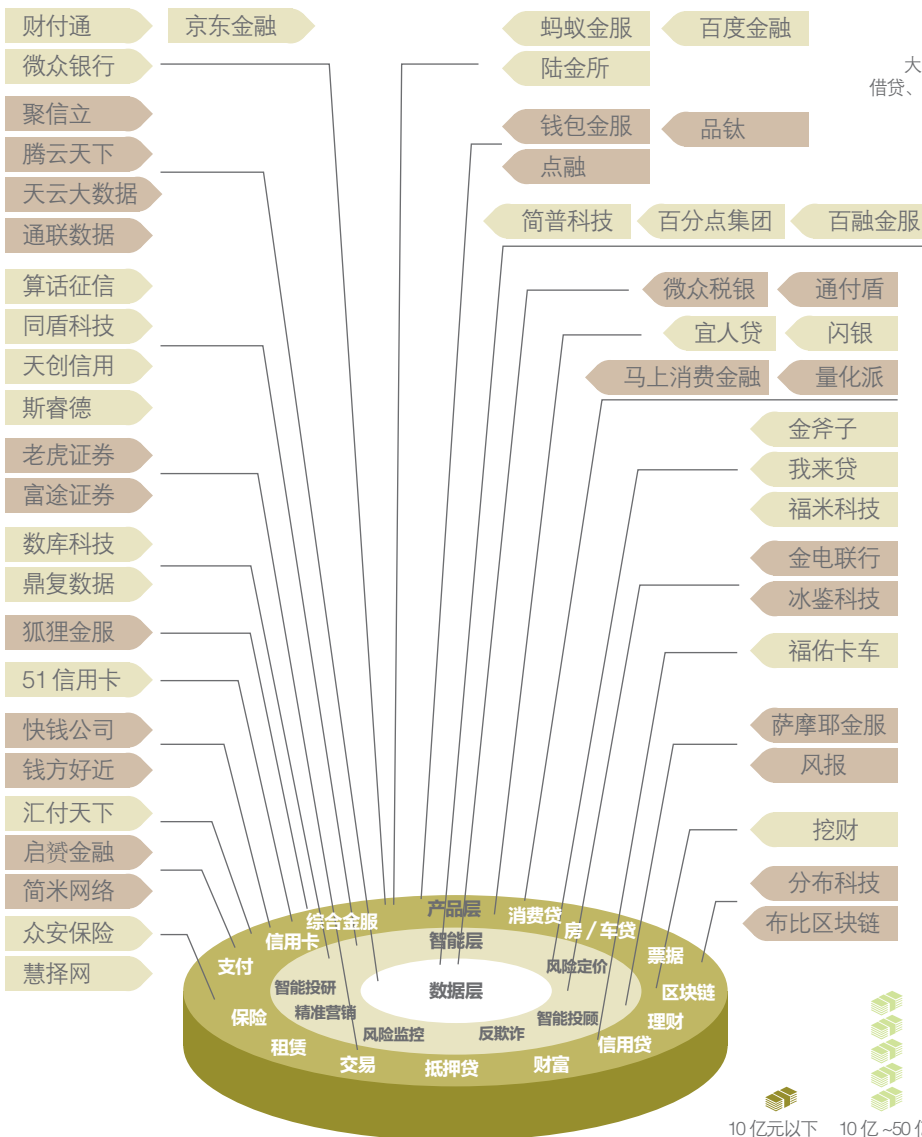 财付通
京东金融
微众银行
聚信立
腾云天下
天云大数据
通联数据
算话征信
同盾科技
天创信用
斯睿德
老虎证券
富途证券
数库科技
鼎复数据
狐狸金服
51 信用卡
快钱公司
钱方好近
汇付天下
启赟金融
简米网络
众安保险
慧择网
蚂蚁金服
百度金融
陆金所
大
借贷、
钱包金服
品钛
点融
简普科技
百分点集团
百融金服
微众税银
通付盾
宜人贷
闪银
马上消费金融
量化派
金斧子
我来贷
福米科技
金电联行
冰鉴科技
福佑卡车
萨摩耶金服
风报
挖财
分布科技
布比区块链
产品层
综合金服
消费贷
信用卡
房 / 车贷
支付
票据
保险
区块链
租赁
理财
交易
信用贷
抵押贷
财富
智能层
智能投研
风险定价
精准营销
智能投顾
风险监控
反欺诈
数据层
10 亿元以下
10 亿 ~50